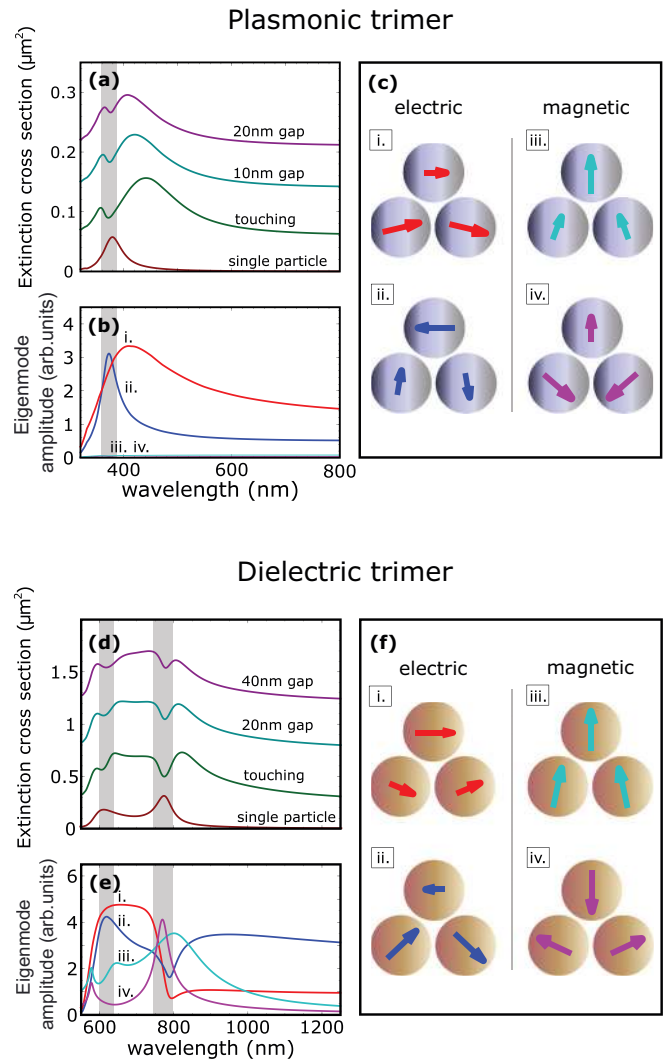 Plasmonic trimer
(a)
Extinction cross section (μm²)
0.3
0.2
0.1
0
20nm gap
10nm gap
touching
single particle
(b)
Eigenmode
amplitude (arb.units)
4
3
2
1
0
i.
ii.
iii. iv.
400
600
800
wavelength (nm)
(c)
electric
magnetic
i.
iii.
ii.
iv.
Dielectric trimer
(d)
Extinction cross section (μm²)
1.5
1
0.5
0
40nm gap
20nm gap
touching
single particle
(e)
Eigenmode
amplitude (arb.units)
6
4
2
0
i.
ii.
iii.
iv.
600
800
1000
1200
wavelength (nm)
(f)
electric
magnetic
i.
iii.
ii.
iv.